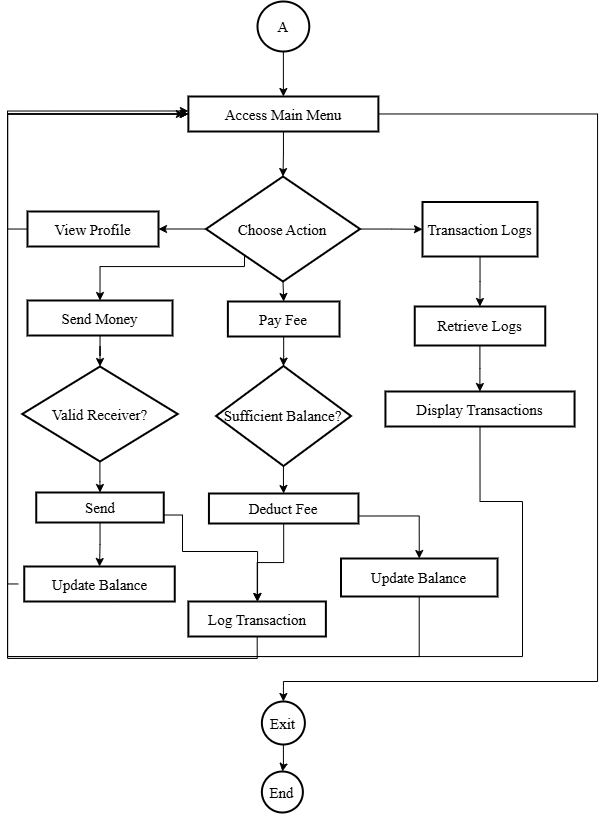 A
Access Main Menu
View Profile
Choose Action
Transaction Logs
Send Money
Pay Fee
Retrieve Logs
Valid Receiver?
Sufficient Balance?
Display Transactions
Send
Deduct Fee
Update Balance
Update Balance
Log Transaction
Exit
End